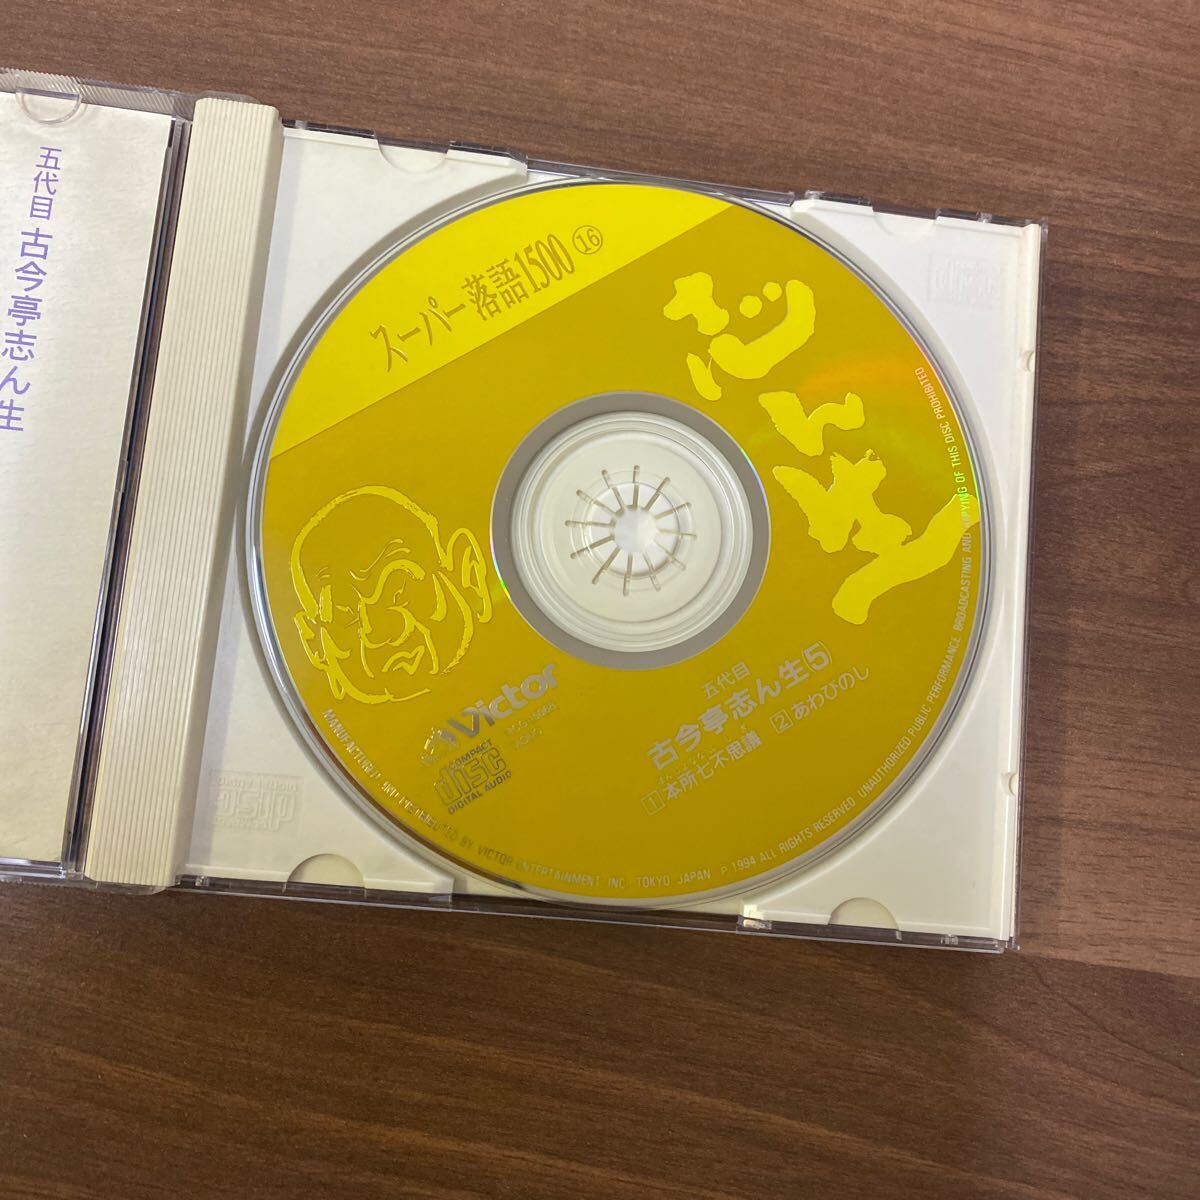 五代目 古今亭志ん生
スーパー落語1500 16
志ん生
Victor
COMPACT
disc
DIGITAL AUDIO
五代目
古今亭志ん生(5)
1 本所七不思議
2 あわびのし
MANUFACTURED AND DISTRIBUTED BY VICTOR ENTERTAINMENT INC. TOKYO JAPAN P 1994 ALL RIGHTS RESERVED UNAUTHORIZED PUBLIC PERFORMANCE BROADCASTING AND COPYING OF THIS DISC PROHIBITED